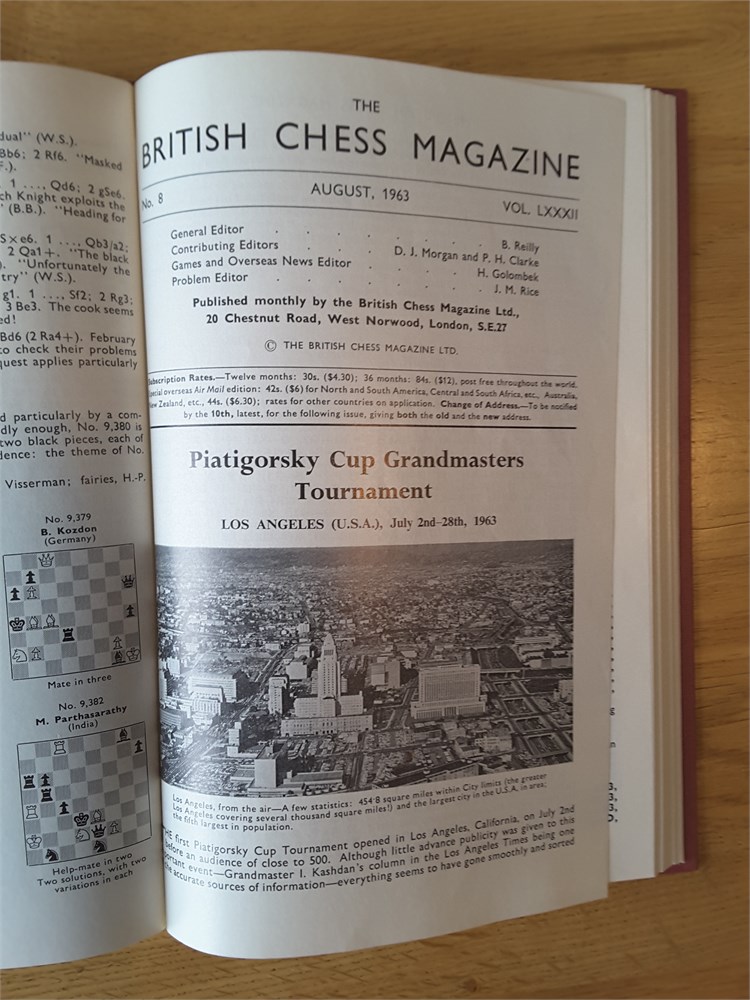 dual" (W.S.).
Bb6; 2 Rf6. "Masked
F.).
1 ..., Qd6; 2 gSe6.
ch Knight exploits the
(B.B.). "Heading for
S×e6. 1 ..., Qb3/a2;
2 Qa1+. "The black
). "Unfortunately the
try" (W.S.).
g1. 1 ..., Sf2; 2 Rg3;
3 Be3. The cook seems
ed!
Bd6 (2 Ra4+). February
to check their problems
quest applies particularly
d particularly by a com-
dly enough, No. 9,380 is
two black pieces, each of
dence: the theme of No.
Visserman; fairies, H.-P.
No. 9,379
B. Kozdon
(Germany)
Mate in three
No. 9,382
M. Parthasarathy
(India)
Help-mate in two
Two solutions, with two
variations in each
THE
BRITISH CHESS MAGAZINE
No. 8 AUGUST, 1963 VOL. LXXXII
General Editor . . . . . . . B. Reilly
Contributing Editors . . . D. J. Morgan and P. H. Clarke
Games and Overseas News Editor . . . . H. Golombek
Problem Editor . . . . . . . J. M. Rice
Published monthly by the British Chess Magazine Ltd.,
20 Chestnut Road, West Norwood, London, S.E.27
© THE BRITISH CHESS MAGAZINE LTD.
ubscription Rates.—Twelve months: 30s. ($4.30); 36 months: 84s. ($12), post free throughout the world.
pecial overseas Air Mail edition: 42s. ($6) for North and South America, Central and South Africa, etc., Australia,
New Zealand, etc., 44s. ($6.30); rates for other countries on application. Change of Address.—To be notified
by the 10th, latest, for the following issue, giving both the old and the new address.
Piatigorsky Cup Grandmasters
Tournament
LOS ANGELES (U.S.A.), July 2nd-28th, 1963
Los Angeles, from the air—A few statistics: 454·8 square miles within City limits (the greater
Los Angeles covering several thousand square miles!) and the largest city in the U.S.A. in area;
the fifth largest in population.
THE first Piatigorsky Cup Tournament opened in Los Angeles, California, on July 2nd
before an audience of close to 500. Although little advance publicity was given to this
portant event—Grandmaster I. Kashdan's column in the Los Angeles Times being one
he accurate sources of information—everything seems to have gone smoothly and sorted